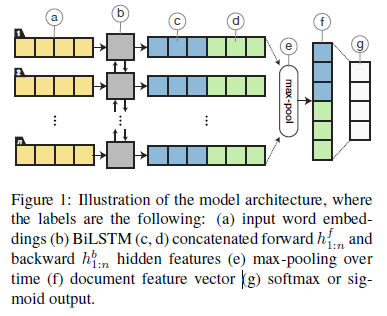 a b c d e f g
1
2
n
max-pool
Figure 1: Illustration of the model architecture, where
the labels are the following: (a) input word embed-
dings (b) BiLSTM (c, d) concatenated forward h^f_{1:n} and
backward h^b_{1:n} hidden features (e) max-pooling over
time (f) document feature vector (g) softmax or sig-
moid output.